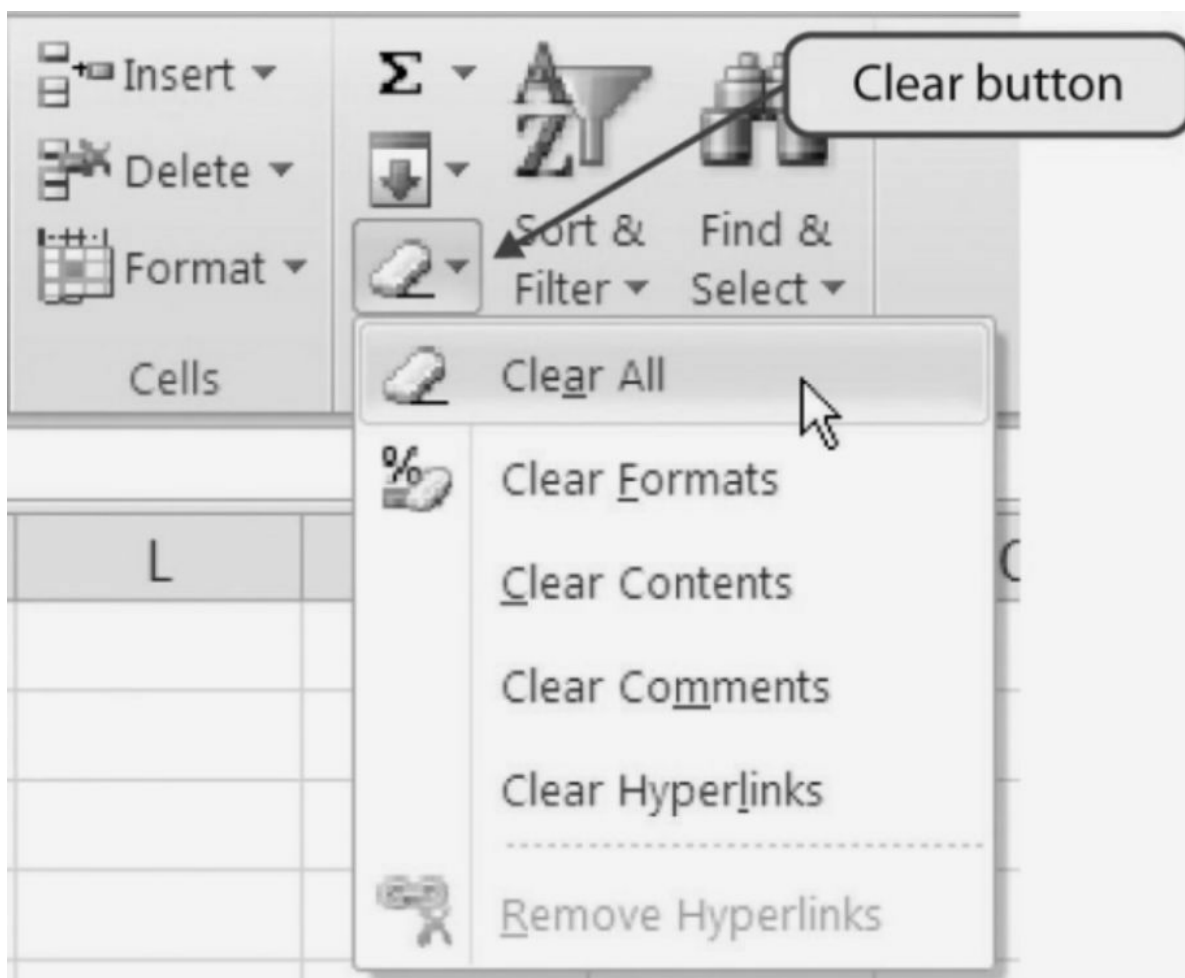 Insert
Σ
Clear button
Delete
A
Z
Format
Sort &
Filter
Find &
Select
Cells
Clear All
%
Clear Formats
L
Clear Contents
Clear Comments
Clear Hyperlinks
Remove Hyperlinks